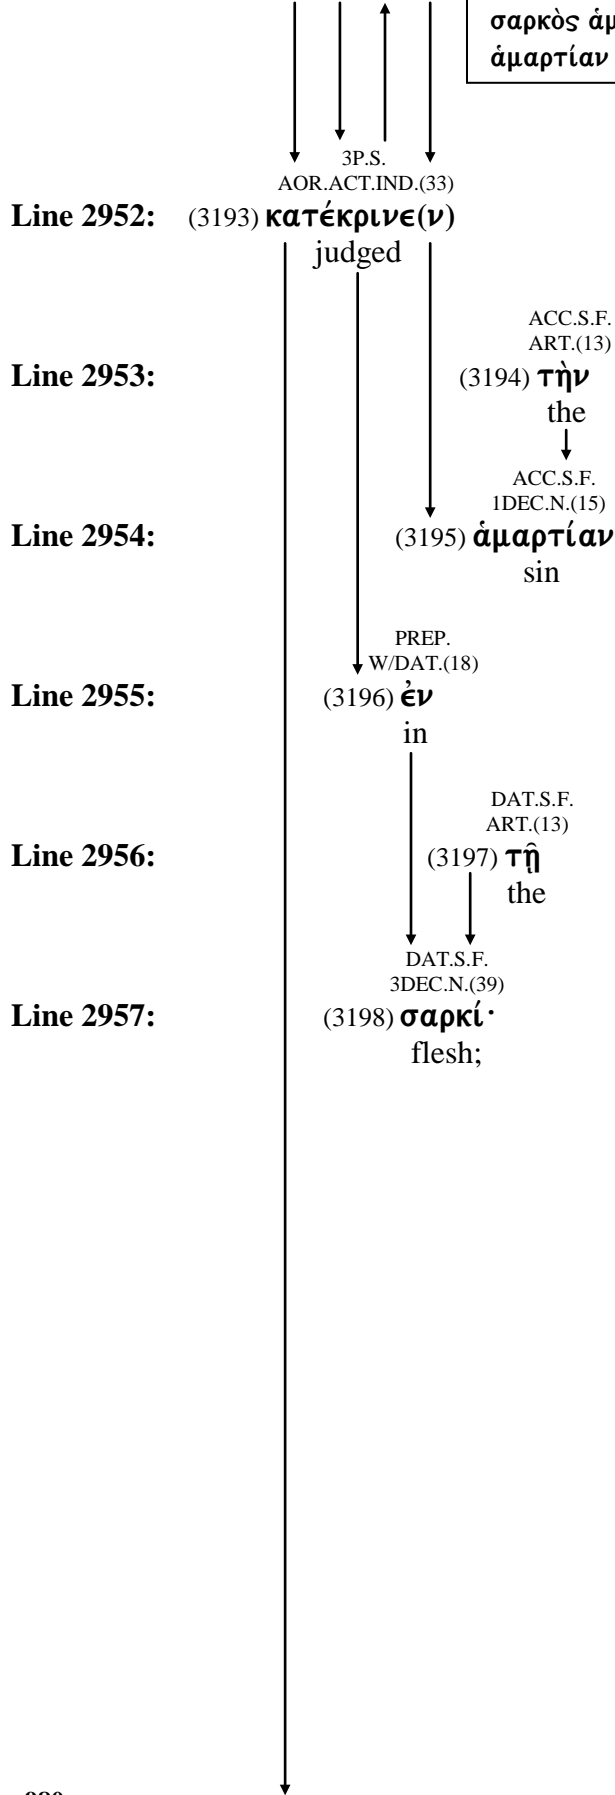 σαρκὸς
ἁμαρτίαν
3P.S.
AOR.ACT.IND.(33)
Line 2952: (3193) κατέκρινε(ν)
judged
ACC.S.F.
ART.(13)
Line 2953: (3194) τὴν
the
ACC.S.F.
1DEC.N.(15)
Line 2954: (3195) ἁμαρτίαν
sin
PREP.
W/DAT.(18)
Line 2955: (3196) ἐν
in
DAT.S.F.
ART.(13)
Line 2956: (3197) τῇ
the
DAT.S.F.
3DEC.N.(39)
Line 2957: (3198) σαρκί·
flesh;